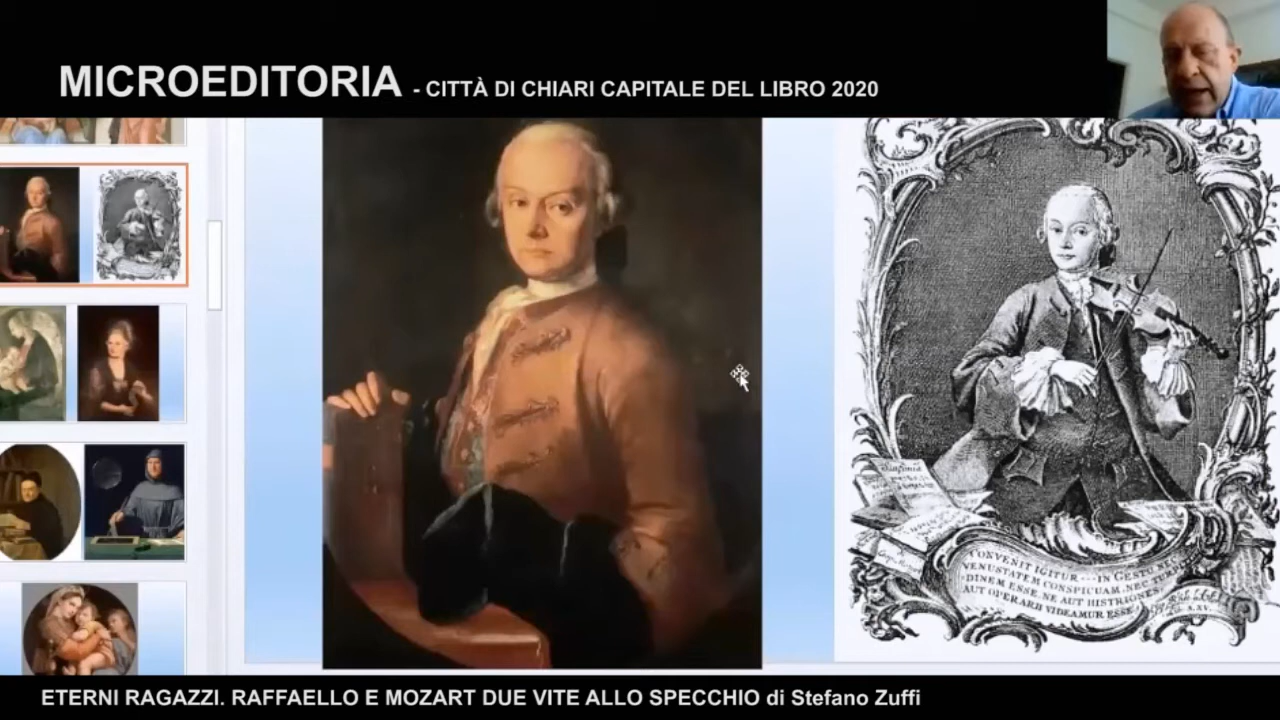 MICROEDITORIA - CITTÀ DI CHIARI CAPITALE DEL LIBRO 2020
CONVENIT IGITUR---IN GESTO NEC
VENUSTATEM CONSPICUAM, NEC
DINEM ESSE, NE AUT HISTRIONES,
AUT OPERARII VIDEAMUR ESSE
ETERNI RAGAZZI. RAFFAELLO E MOZART DUE VITE ALLO SPECCHIO di Stefano Zuffi